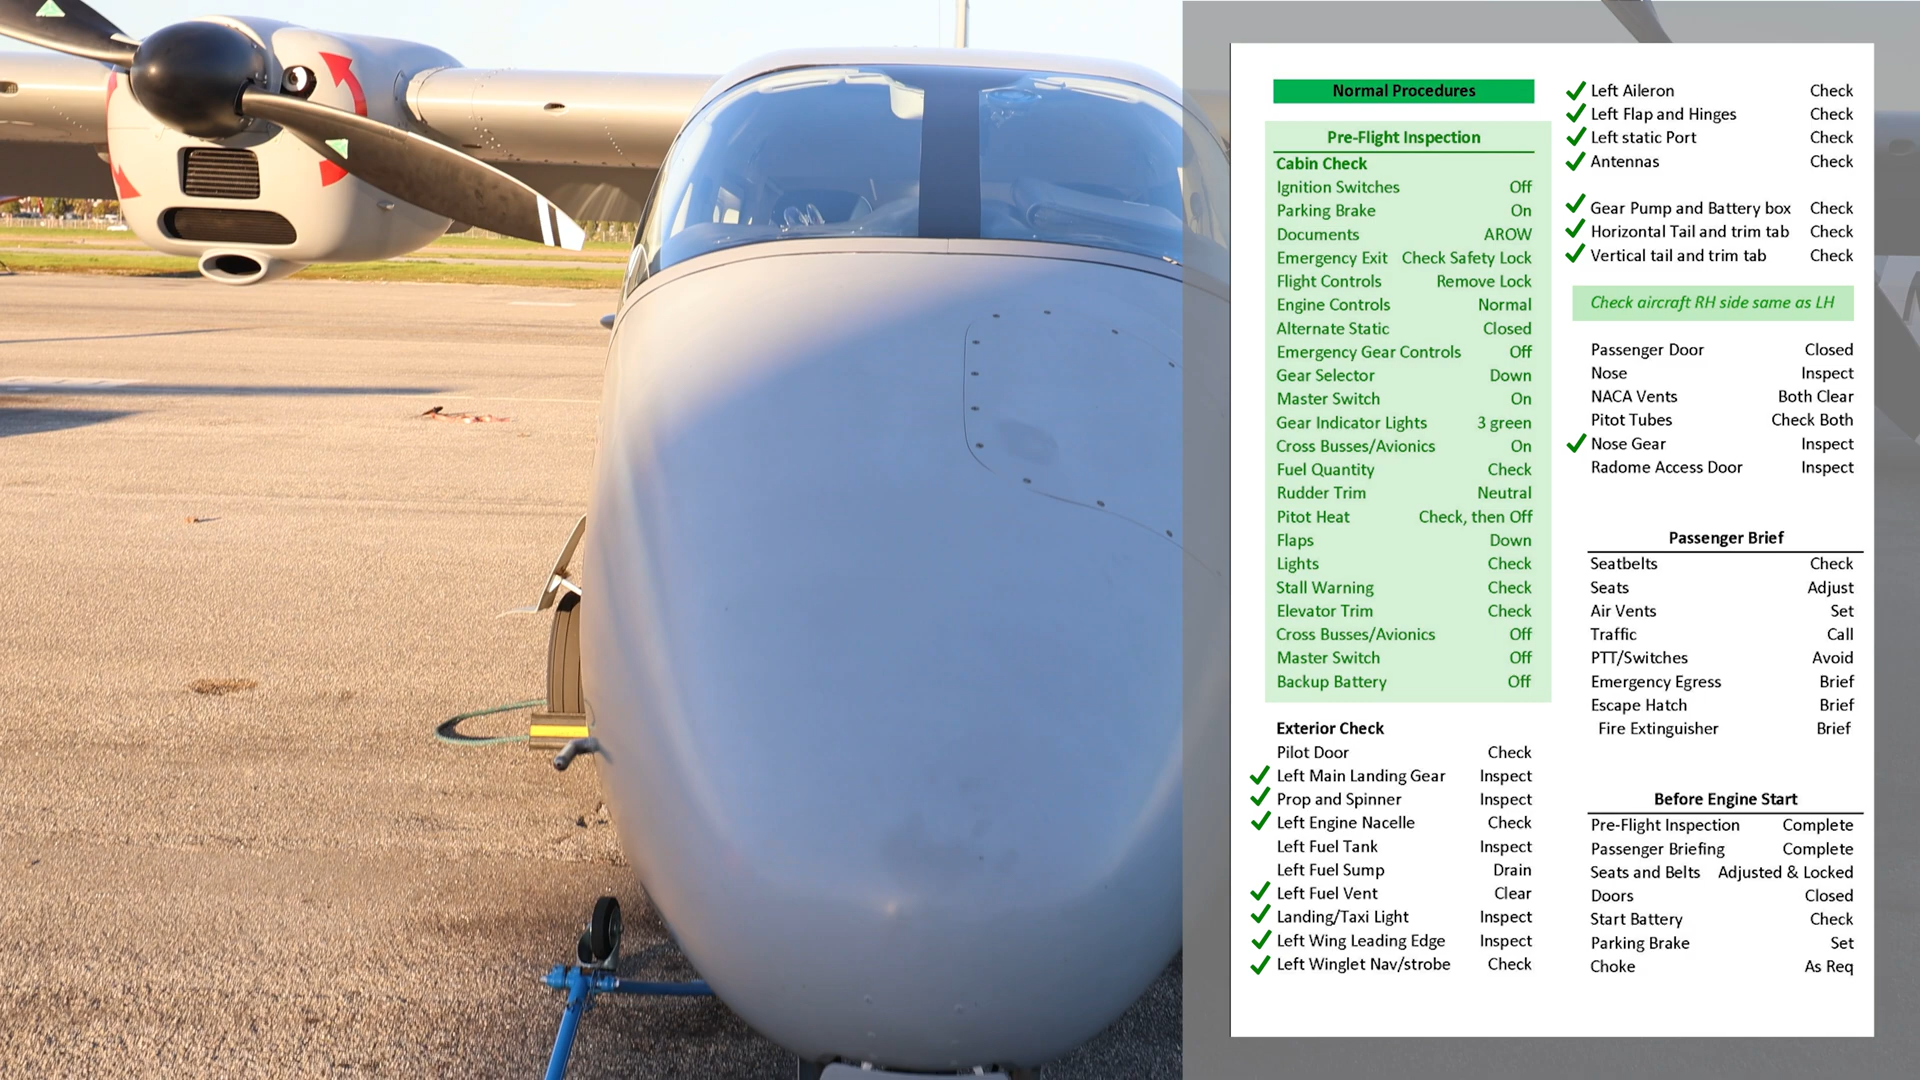 Normal Procedures
Pre-Flight Inspection
Cabin Check
Ignition Switches Off
Parking Brake On
Documents AROW
Emergency Exit Check Safety Lock
Flight Controls Remove Lock
Engine Controls Normal
Alternate Static Closed
Emergency Gear Controls Off
Gear Selector Down
Master Switch On
Gear Indicator Lights 3 green
Cross Busses/Avionics On
Fuel Quantity Check
Rudder Trim Neutral
Pitot Heat Check, then Off
Flaps Down
Lights Check
Stall Warning Check
Elevator Trim Check
Cross Busses/Avionics Off
Master Switch Off
Backup Battery Off
Exterior Check
Pilot Door Check
Left Main Landing Gear Inspect
Prop and Spinner Inspect
Left Engine Nacelle Check
Left Fuel Tank Inspect
Left Fuel Sump Drain
Left Fuel Vent Clear
Landing/Taxi Light Inspect
Left Wing Leading Edge Inspect
Left Winglet Nav/strobe Check
Left Aileron Check
Left Flap and Hinges Check
Left static Port Check
Antennas Check
Gear Pump and Battery box Check
Horizontal Tail and trim tab Check
Vertical tail and trim tab Check
Check aircraft RH side same as LH
Passenger Door Closed
Nose Inspect
NACA Vents Both Clear
Pitot Tubes Check Both
Nose Gear Inspect
Radome Access Door Inspect
Passenger Brief
Seatbelts Check
Seats Adjust
Air Vents Set
Traffic Call
PTT/Switches Avoid
Emergency Egress Brief
Escape Hatch Brief
Fire Extinguisher Brief
Before Engine Start
Pre-Flight Inspection Complete
Passenger Briefing Complete
Seats and Belts Adjusted & Locked
Doors Closed
Start Battery Check
Parking Brake Set
Choke As Req